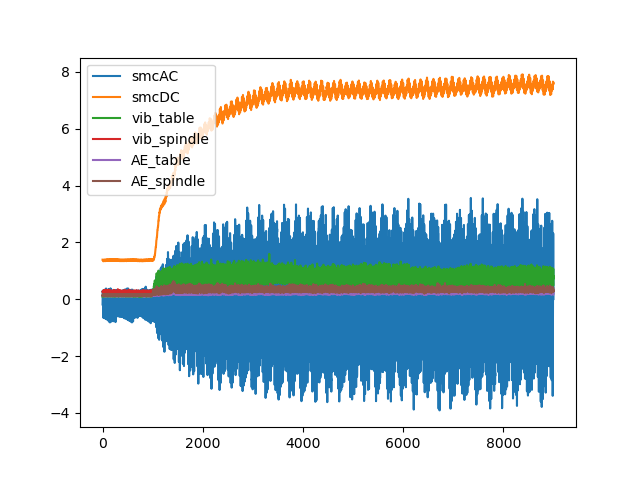 smcAC
smcDC
vib_table
vib_spindle
AE_table
AE_spindle
8
6
4
2
0
−2
−4
0 2000 4000 6000 8000